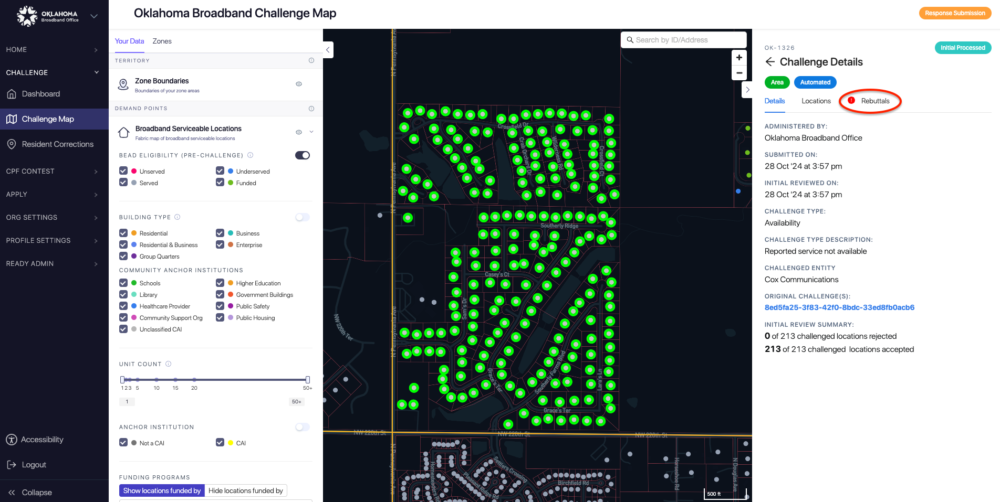 OKLAHOMA
Broadband Office
HOME
CHALLENGE
Dashboard
Challenge Map
Resident Corrections
CPF CONTEST
APPLY
ORG SETTINGS
PROFILE SETTINGS
READY ADMIN
Accessibility
Logout
Collapse
Oklahoma Broadband Challenge Map
Response Submission
Your Data Zones
TERRITORY
Zone Boundaries
Boundaries of your zone areas
DEMAND POINTS
Broadband Serviceable Locations
Fabric map of broadband serviceable locations
BEAD ELIGIBILITY (PRE-CHALLENGE)
Unserved Underserved
Served Funded
BUILDING TYPE
Residential Business
Residential & Business Enterprise
Group Quarters
COMMUNITY ANCHOR INSTITUTIONS
Schools Higher Education
Library Government Buildings
Healthcare Provider Public Safety
Community Support Org Public Housing
Unclassified CAI
UNIT COUNT
1 2 3 5 10 15 20 50+
1 50+
ANCHOR INSTITUTION
Not a CAI CAI
FUNDING PROGRAMS
Show locations funded by Hide locations funded by
Search by ID/Address
+
−
N Pennsylvania Ave
Crossfield Dr
Crab Orchard Dr
Wilderness Rd
Crossfield Ct
N Pennsylvania Ave
Southerly Ridge
Casey's Ct
Sam's Dr
N Pennsylvania Ave
NW 220th Ter
Grace's Ter
Southerly Farms Blvd
Lara's Ln
Grace's Ter
NW 220th St
NW 220th St
NW 220th St
N Pennsylvania Ave
Homesteaders Rd
Pleasant Ridge Rd
Settlers Crossing
Birchfield Rd
Horseshoe Rd
N Douglas Ave
500 ft
OK-1326
Initial Processed
Challenge Details
Area Automated
Details Locations Rebuttals
ADMINISTERED BY:
Oklahoma Broadband Office
SUBMITTED ON:
28 Oct '24 at 3:57 pm
INITIAL REVIEWED ON:
28 Oct '24 at 3:57 pm
CHALLENGE TYPE:
Availability
CHALLENGE TYPE DESCRIPTION:
Reported service not available
CHALLENGED ENTITY
Cox Communications
ORIGINAL CHALLENGE(S):
8ed5fa25-3f83-42f0-8bdc-33ed8fb0acb6
INITIAL REVIEW SUMMARY:
0 of 213 challenged locations rejected
213 of 213 challenged locations accepted